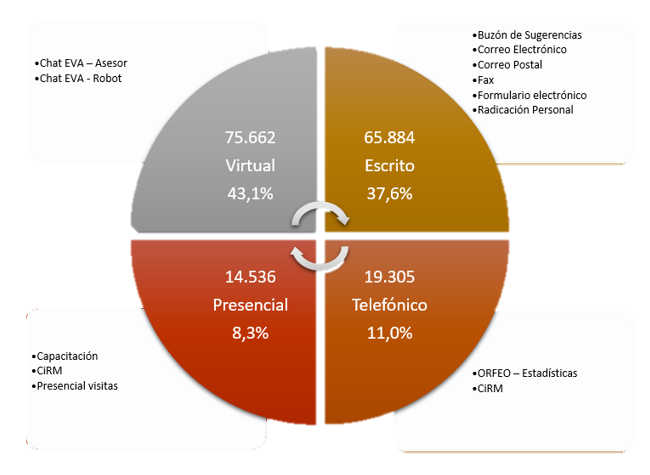 •Chat EVA – Asesor
•Chat EVA - Robot
•Buzón de Sugerencias
•Correo Electrónico
•Correo Postal
•Fax
•Formulario electrónico
•Radicación Personal
75.662
Virtual
43,1%
65.884
Escrito
37,6%
14.536
Presencial
8,3%
19.305
Telefónico
11,0%
•Capacitación
•CiRM
•Presencial visitas
•ORFEO – Estadísticas
•CiRM